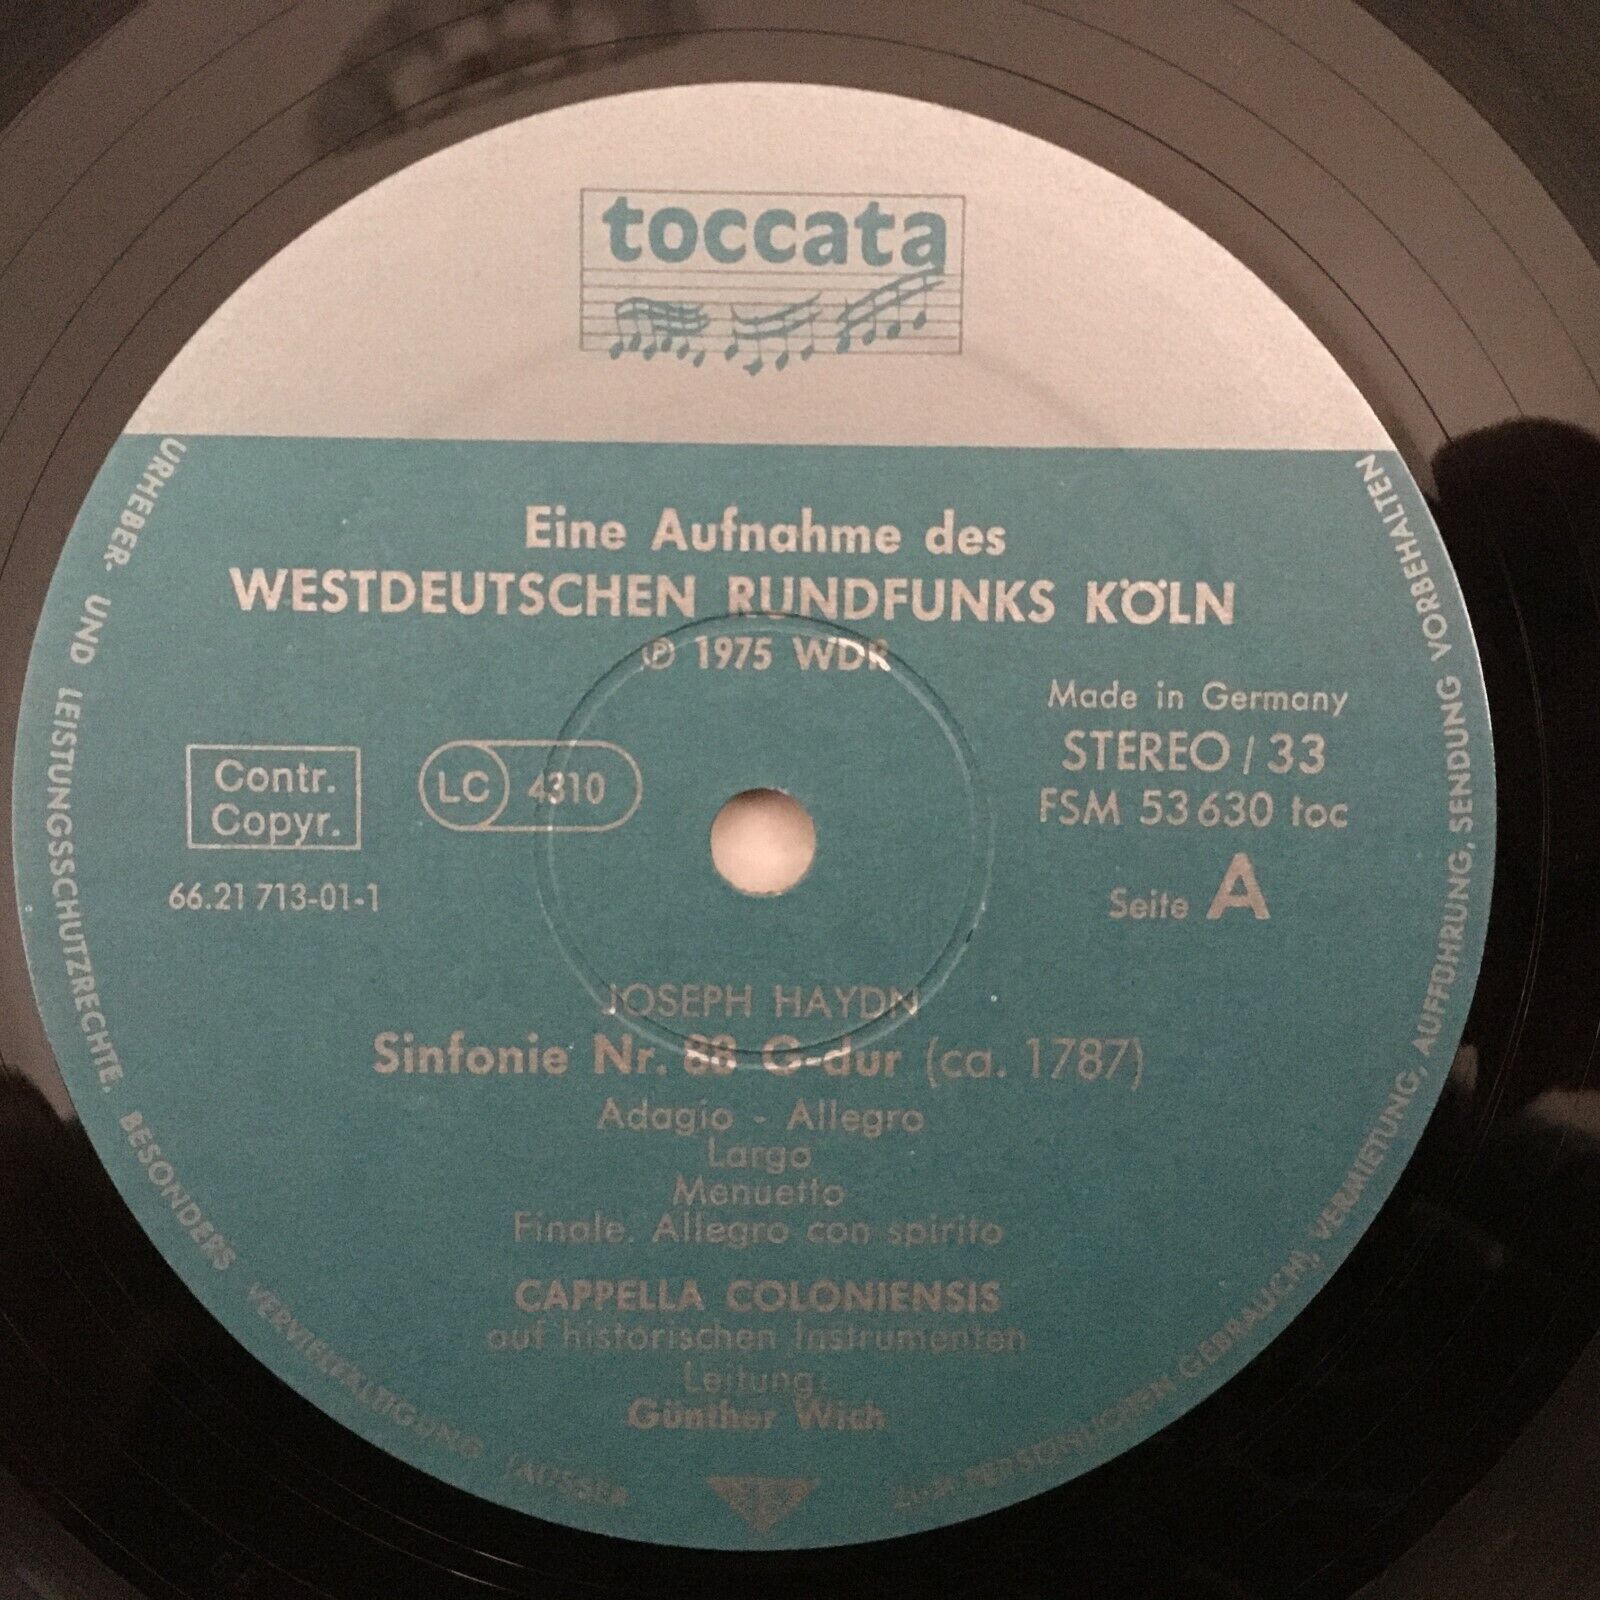 toccata
Eine Aufnahme des
WESTDEUTSCHEN RUNDFUNKS KÖLN
℗ 1975 WDR
Made in Germany
STEREO / 33
FSM 53 630 toc
Seite A
Contr.
Copyr.
LC 4310
66.21 713-01-1
JOSEPH HAYDN
Sinfonie Nr. 88 G-dur (ca. 1787)
Adagio - Allegro
Largo
Menuetto
Finale. Allegro con spirito
CAPPELLA COLONIENSIS
auf historischen Instrumenten
Leitung:
Günther Wich
URHEBER- UND LEISTUNGSSCHUTZRECHTE, BESONDERS VERVIELFÄLTIGUNG (AUSSER ZUM PERSÖNLICHEN GEBRAUCH), VERMIETUNG, AUFFÜHRUNG, SENDUNG VORBEHALTEN